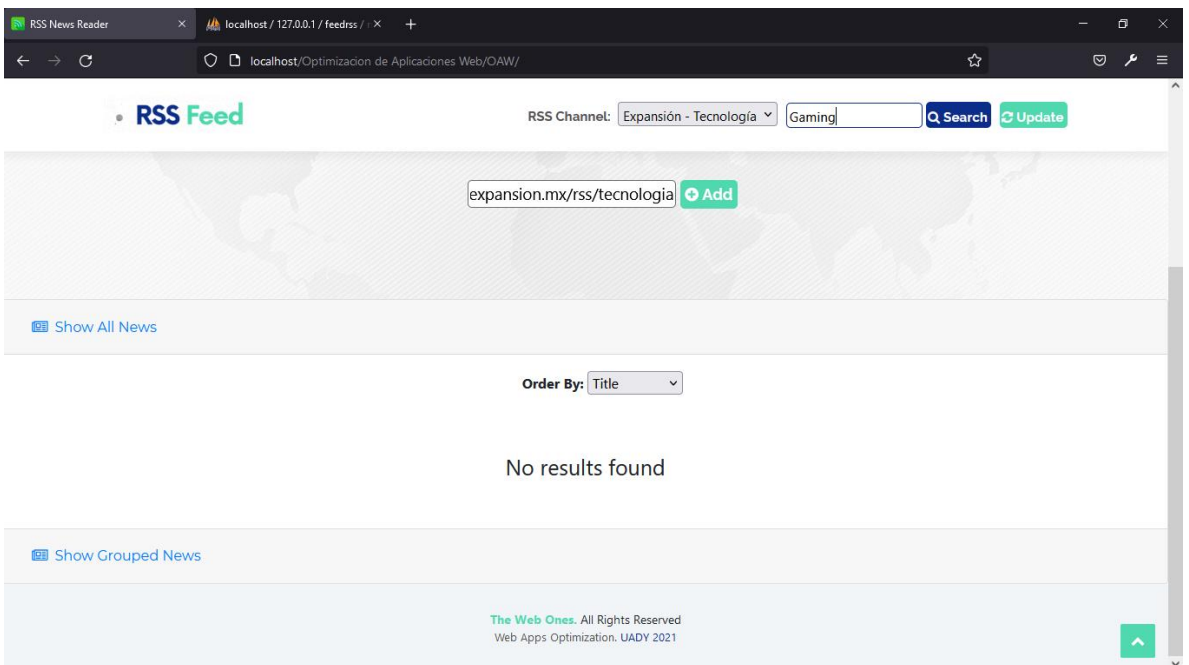 RSS News Reader
localhost / 127.0.0.1 / feedrss /
localhost/Optimizacion de Aplicaciones Web/OAW/
RSS Feed
RSS Channel: Expansión - Tecnología Gaming Search Update
expansion.mx/rss/tecnologia Add
Show All News
Order By: Title
No results found
Show Grouped News
The Web Ones. All Rights Reserved
Web Apps Optimization. UADY 2021